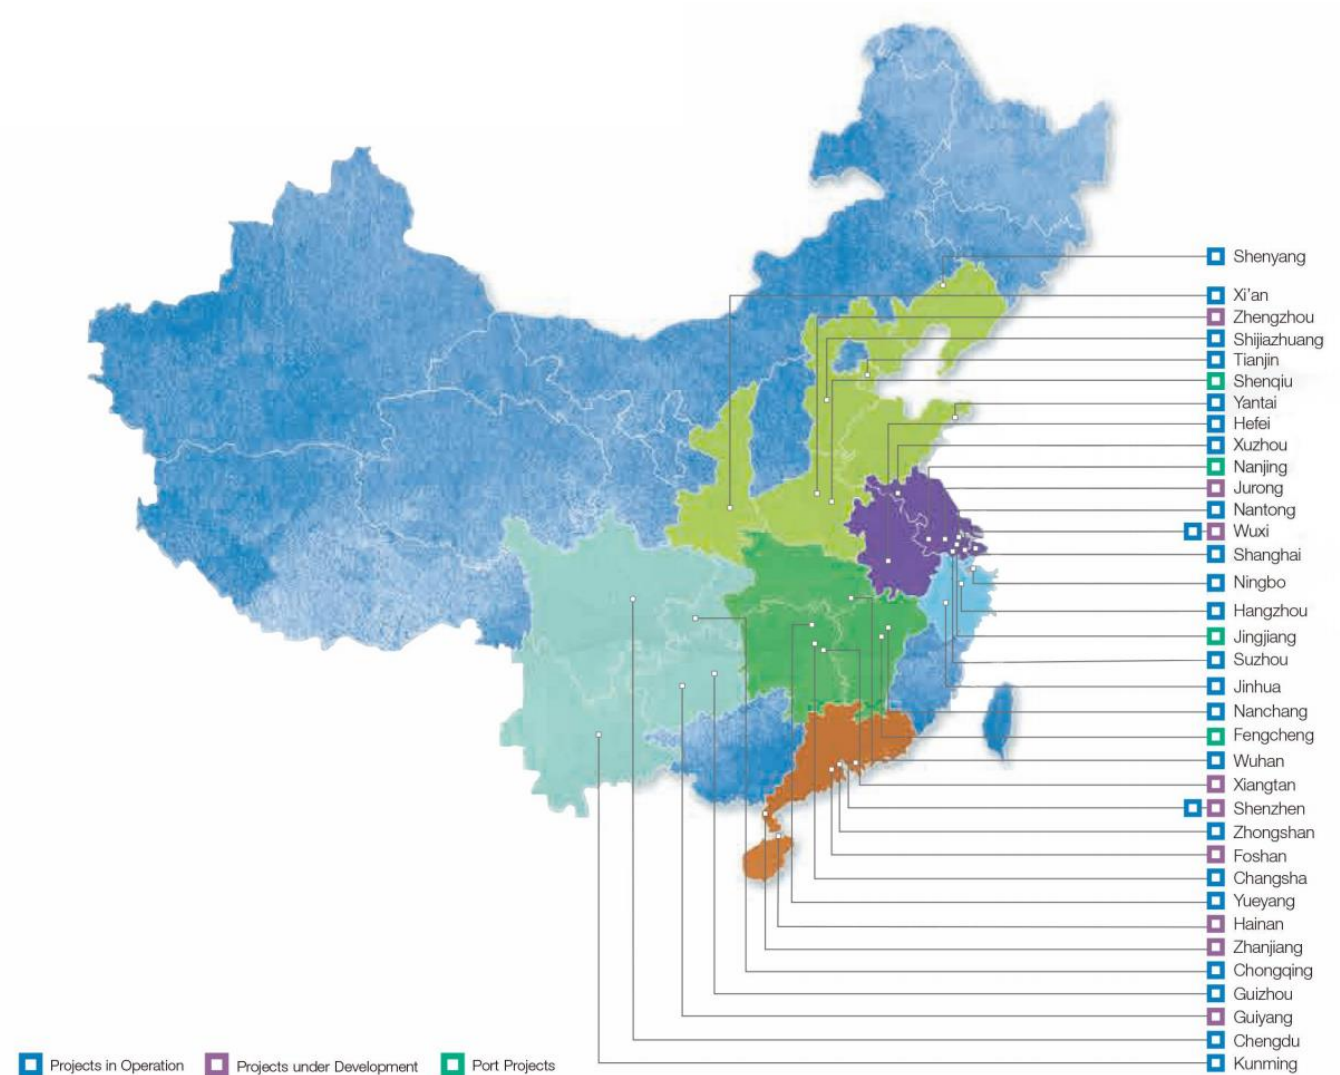 Shenyang
Xi'an
Zhengzhou
Shijiazhuang
Tianjin
Shenqiu
Yantai
Hefei
Xuzhou
Nanjing
Jurong
Nantong
Wuxi
Shanghai
Ningbo
Hangzhou
Jingjiang
Suzhou
Jinhua
Nanchang
Fengcheng
Wuhan
Xiangtan
Shenzhen
Zhongshan
Foshan
Changsha
Yueyang
Hainan
Zhanjiang
Chongqing
Guizhou
Guiyang
Chengdu
Kunming
Projects in Operation Projects under Development Port Projects